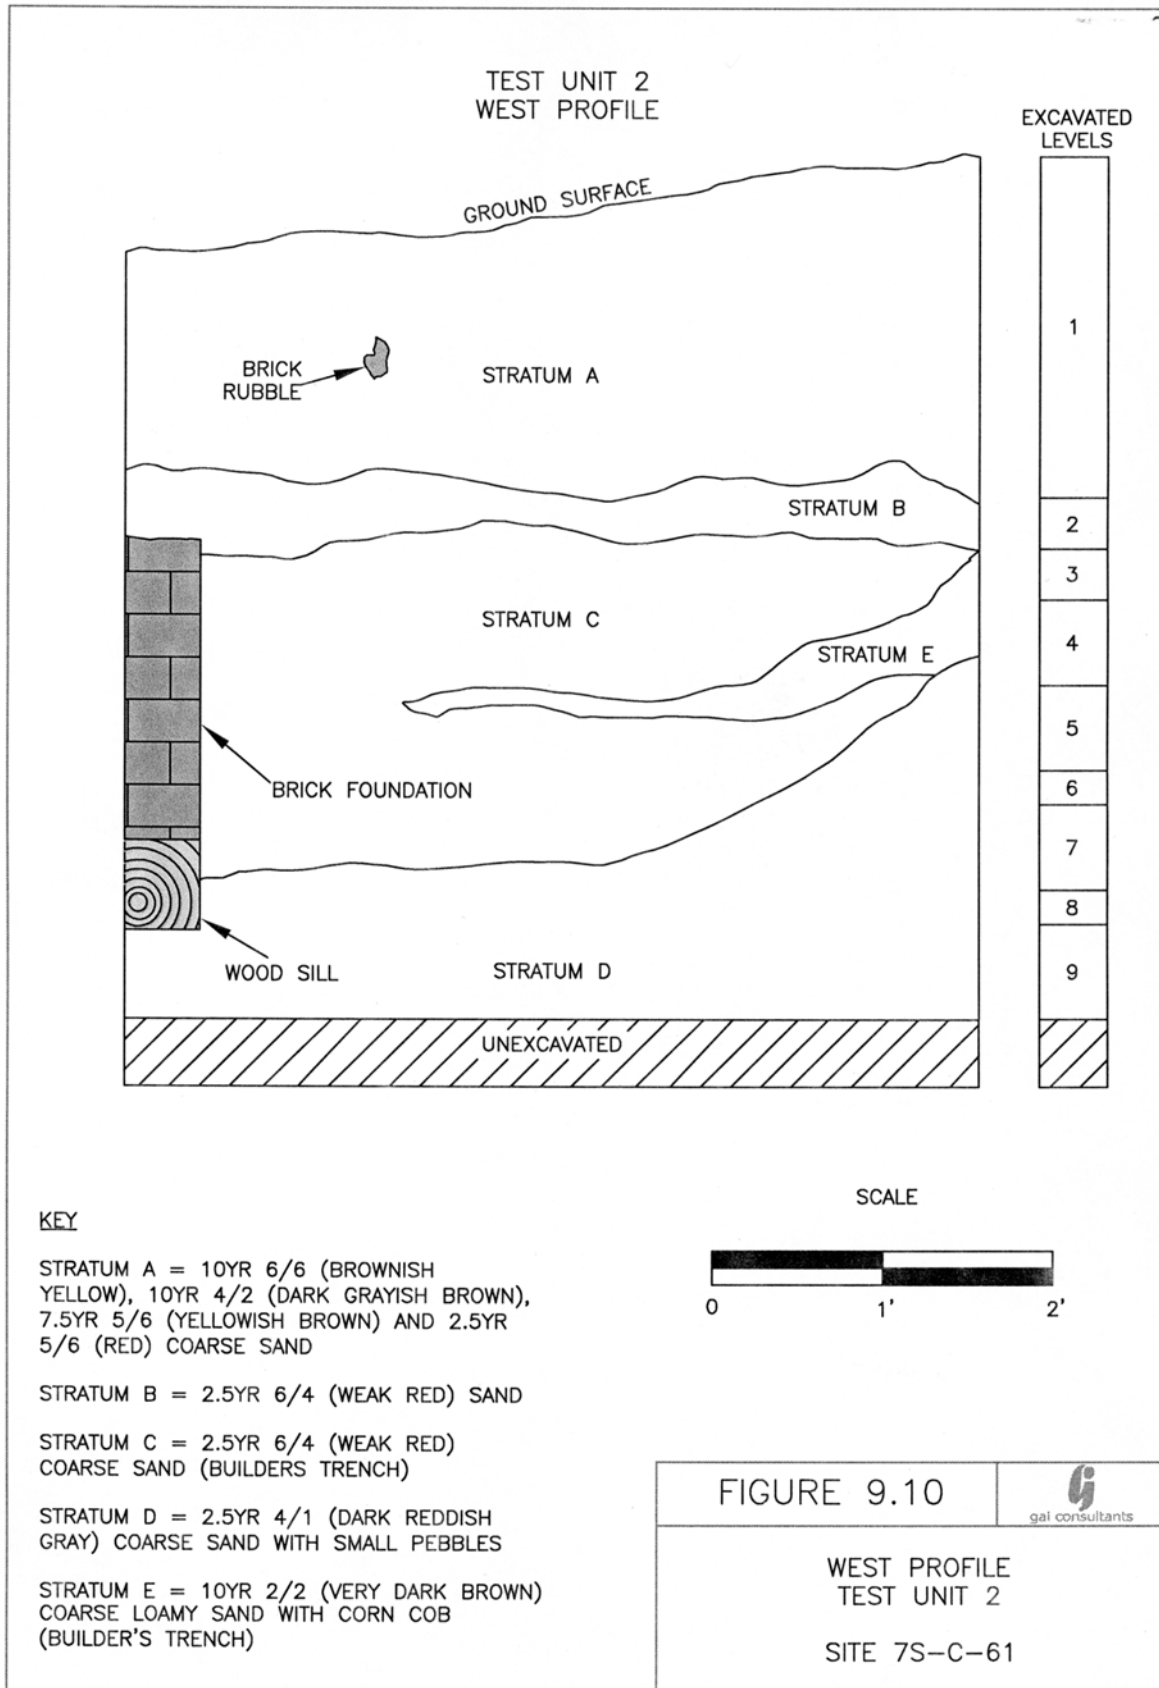 TEST UNIT 2
WEST PROFILE
EXCAVATED
LEVELS
GROUND SURFACE
1
BRICK
RUBBLE
STRATUM A
STRATUM B
2
3
STRATUM C
4
STRATUM E
5
BRICK FOUNDATION
6
7
8
WOOD SILL
STRATUM D
9
UNEXCAVATED
SCALE
0 1' 2'
KEY
STRATUM A = 10YR 6/6 (BROWNISH
YELLOW), 10YR 4/2 (DARK GRAYISH BROWN),
7.5YR 5/6 (YELLOWISH BROWN) AND 2.5YR
5/6 (RED) COARSE SAND
STRATUM B = 2.5YR 6/4 (WEAK RED) SAND
STRATUM C = 2.5YR 6/4 (WEAK RED)
COARSE SAND (BUILDERS TRENCH)
STRATUM D = 2.5YR 4/1 (DARK REDDISH
GRAY) COARSE SAND WITH SMALL PEBBLES
STRATUM E = 10YR 2/2 (VERY DARK BROWN)
COARSE LOAMY SAND WITH CORN COB
(BUILDER'S TRENCH)
FIGURE 9.10
gai consultants
WEST PROFILE
TEST UNIT 2
SITE 7S-C-61